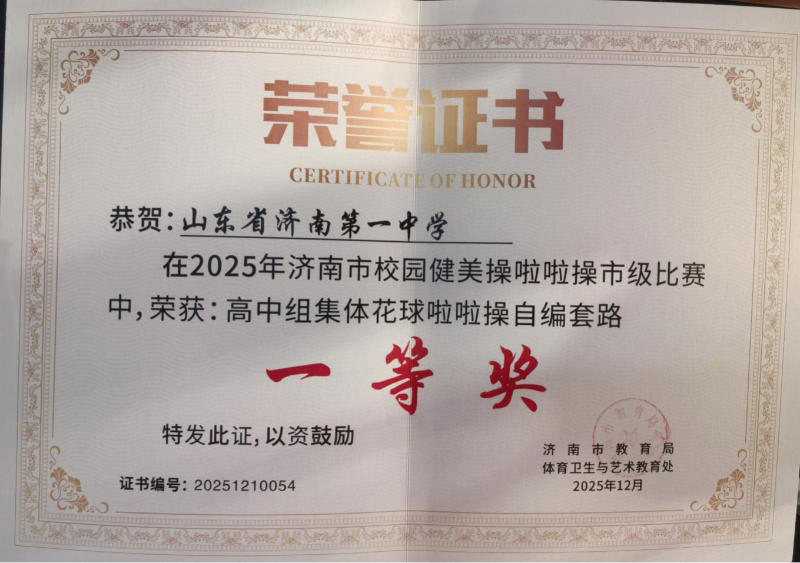 荣誉证书
CERTIFICATE OF HONOR
恭贺：山东省济南第一中学
在2025年济南市校园健美操啦啦操市级比赛
中，荣获：高中组集体花球啦啦操自编套路
一等奖
特发此证，以资鼓励
济南市教育局
体育卫生与艺术教育处
2025年12月
证书编号：20251210054